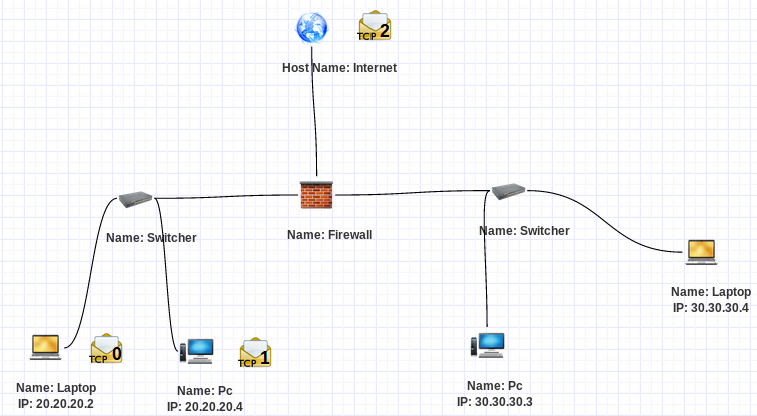 TCP 2
Host Name: Internet
Name: Switcher
Name: Firewall
Name: Switcher
Name: Laptop
IP: 30.30.30.4
TCP 0
TCP 1
Name: Laptop
IP: 20.20.20.2
Name: Pc
IP: 20.20.20.4
Name: Pc
IP: 30.30.30.3